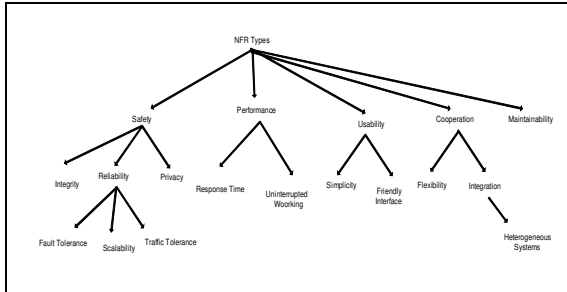 NFR Types
Safety
Performance
Usability
Cooperation
Maintainability
Integrity
Reliability
Privacy
Response Time
Uninterrupted
Woorking
Simplicity
Friendly
Interface
Flexibility
Integration
Fault Tolerance
Scalability
Traffic Tolerance
Heterogeneous
Systems